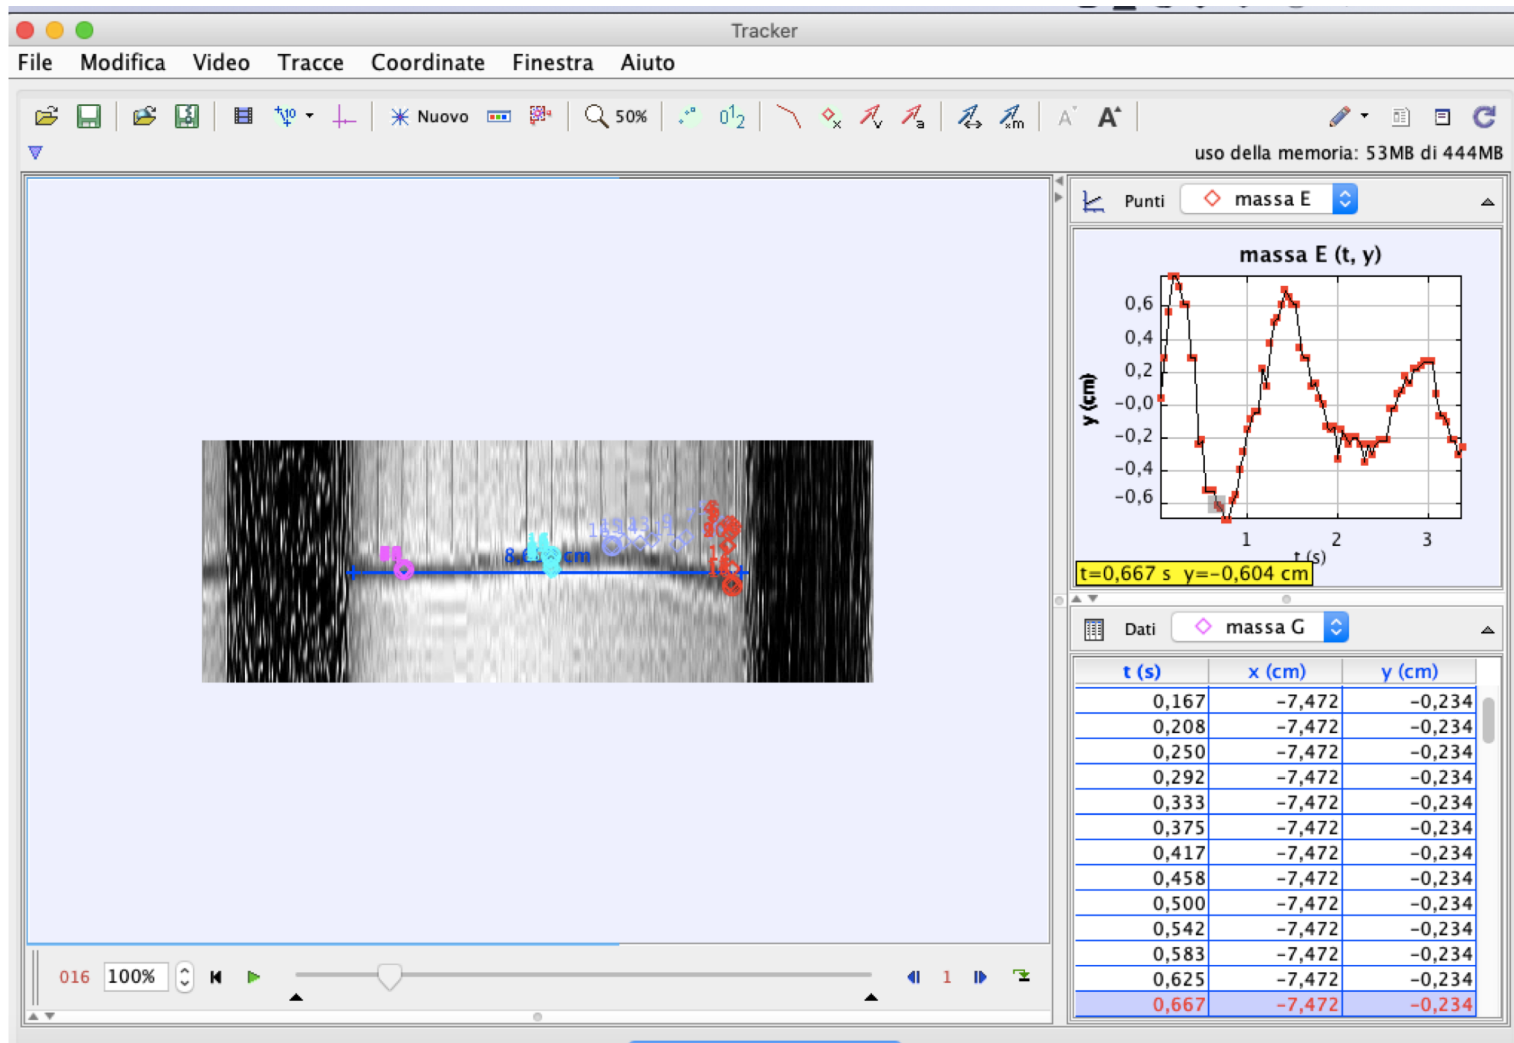 Tracker
File Modifica Video Tracce Coordinate Finestra Aiuto
Nuovo 50%
uso della memoria: 53MB di 444MB
Punti massa E
massa E (t, y)
0,6
0,4
0,2
-0,0
-0,2
-0,4
-0,6
y (cm)
1 2 3
t (s)
t=0,667 s y=-0,604 cm
cm
Dati massa G
t (s) x (cm) y (cm)
0,167 -7,472 -0,234
0,208 -7,472 -0,234
0,250 -7,472 -0,234
0,292 -7,472 -0,234
0,333 -7,472 -0,234
0,375 -7,472 -0,234
0,417 -7,472 -0,234
0,458 -7,472 -0,234
0,500 -7,472 -0,234
0,542 -7,472 -0,234
0,583 -7,472 -0,234
0,625 -7,472 -0,234
0,667 -7,472 -0,234
016 100% 1